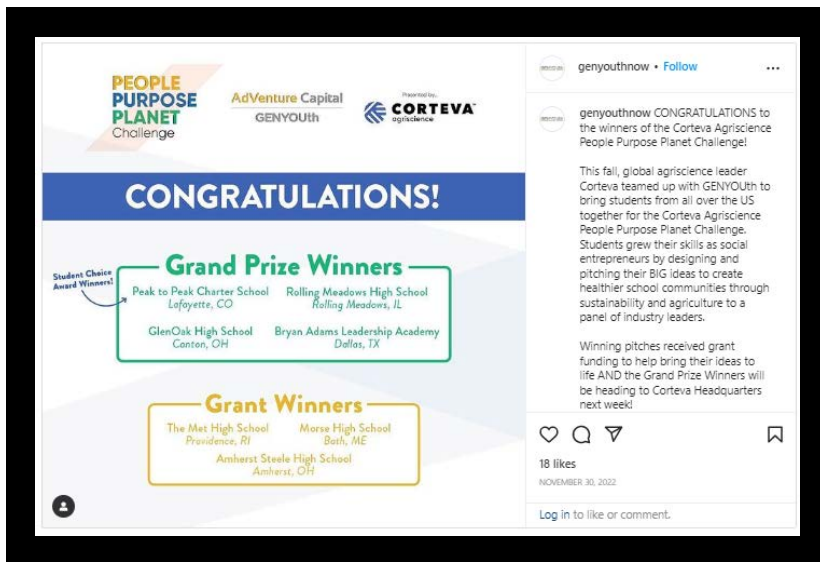 PEOPLE
PURPOSE
PLANET
Challenge
AdVenture Capital
GENYOUth
Presented by...
CORTEVA
agriscience
CONGRATULATIONS!
Student Choice
Award Winners!
Grand Prize Winners
Peak to Peak Charter School
Lafayette, CO
Rolling Meadows High School
Rolling Meadows, IL
GlenOak High School
Canton, OH
Bryan Adams Leadership Academy
Dallas, TX
Grant Winners
The Met High School
Providence, RI
Morse High School
Bath, ME
Amherst Steele High School
Amherst, OH
genyouthnow • Follow
genyouthnow CONGRATULATIONS to
the winners of the Corteva Agriscience
People Purpose Planet Challenge!
This fall, global agriscience leader
Corteva teamed up with GENYOUth to
bring students from all over the US
together for the Corteva Agriscience
People Purpose Planet Challenge.
Students grew their skills as social
entrepreneurs by designing and
pitching their BIG ideas to create
healthier school communities through
sustainability and agriculture to a
panel of industry leaders.
Winning pitches received grant
funding to help bring their ideas to
life AND the Grand Prize Winners will
be heading to Corteva Headquarters
next week!
18 likes
NOVEMBER 30, 2022
Log in to like or comment.